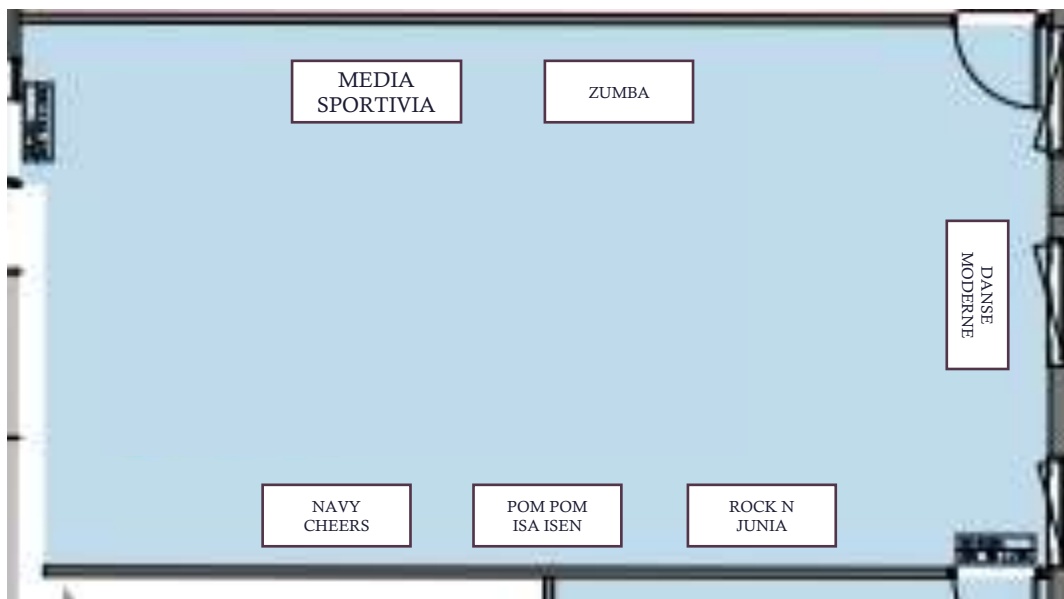 MEDIA
SPORTIVIA
ZUMBA
DANSE
MODERNE
NAVY
CHEERS
POM POM
ISA ISEN
ROCK N
JUNIA